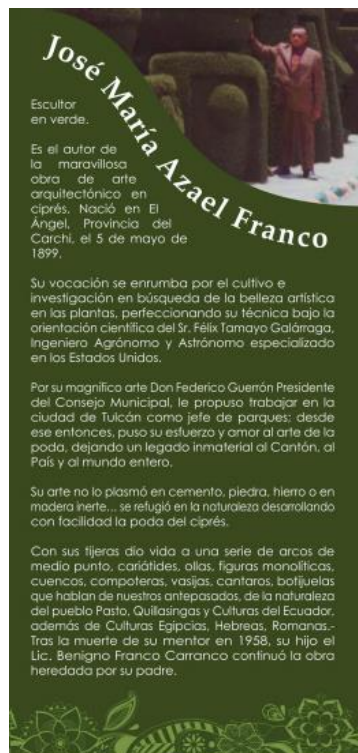 José María Azael Franco
Escultor
en verde.
Es el autor de
la maravillosa
obra de arte
arquitectónico en
ciprés. Nació en El
Ángel, Provincia del
Carchi, el 5 de mayo de
1899.
Su vocación se enrumba por el cultivo e
investigación en búsqueda de la belleza artística
en las plantas, perfeccionando su técnica bajo la
orientación científica del Sr. Félix Tamayo Galárraga,
Ingeniero Agrónomo y Astrónomo especializado
en los Estados Unidos.
Por su magnífico arte Don Federico Guerrón Presidente
del Consejo Municipal, le propuso trabajar en la
ciudad de Tulcán como jefe de parques; desde
ese entonces, puso su esfuerzo y amor al arte de la
poda, dejando un legado inmaterial al Cantón, al
País y al mundo entero.
Su arte no lo plasmó en cemento, piedra, hierro o en
madera inerte... se refugió en la naturaleza desarrollando
con facilidad la poda del ciprés.
Con sus tijeras dio vida a una serie de arcos de
medio punto, cariátides, ollas, figuras monolíticas,
cuencos, compoteras, vasijas, cantaros, botijuelas
que hablan de nuestros antepasados, de la naturaleza
del pueblo Pasto, Quillasingas y Culturas del Ecuador.
además de Culturas Egipcias, Hebreas, Romanas.-
Tras la muerte de su mentor en 1958, su hijo el
Lic. Benigno Franco Carranco continuó la obra
heredada por su padre.